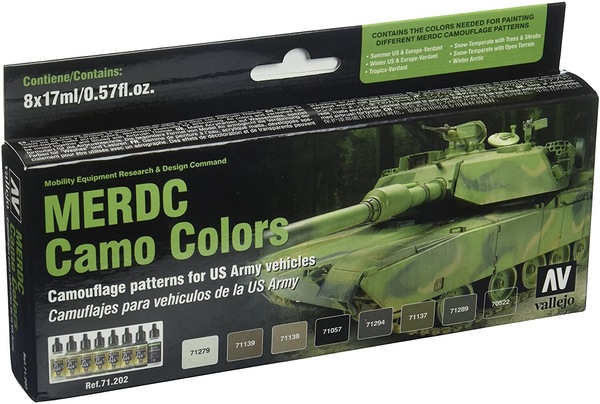 Contiene/Contains:
8x17ml/0.57fl.oz.
CONTAINS THE COLORS NEEDED FOR PAINTING
DIFFERENT MERDC CAMOUFLAGE PATTERNS
• Summer US & Europe-Verdant
• Winter US & Europe-Verdant
• Tropics-Verdant
• Snow-Temperate with Trees & Shrubs
• Snow-Temperate with Open Terrain
• Winter Arctic
Mobility Equipment Research & Design Command
MERDC
Camo Colors
Camouflage patterns for US Army vehicles
Camuflajes para vehículos de la US Army
71279
71139
71138
71057
71294
71137
71289
70522
AV
vallejo
Ref.71.202
AV
MERDC